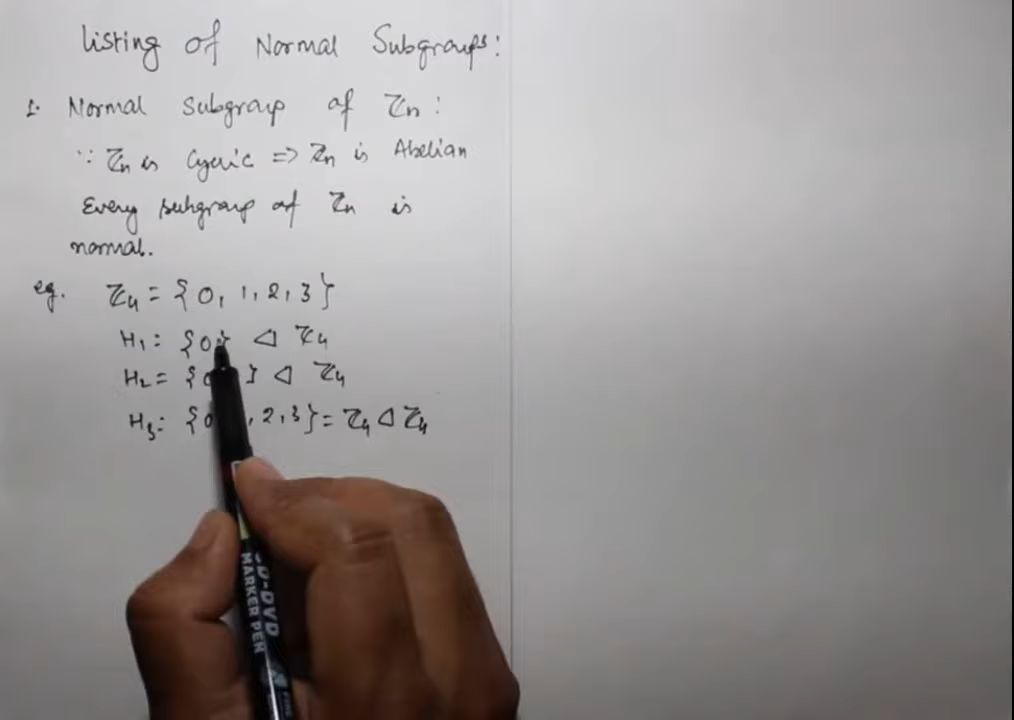 Listing of Normal Subgroups:
1. Normal Subgroup of ℤn:
∵ ℤn is Cyclic => ℤn is Abelian
Every subgroup of ℤn is
normal.
eg. ℤ4 = {0, 1, 2, 3}
H1 = {0} ⊲ ℤ4
H2 = { } ⊲ ℤ4
H3 = {0 , 2, 3} = ℤ4 ⊲ ℤ4
CD-DVD
MARKER PEN